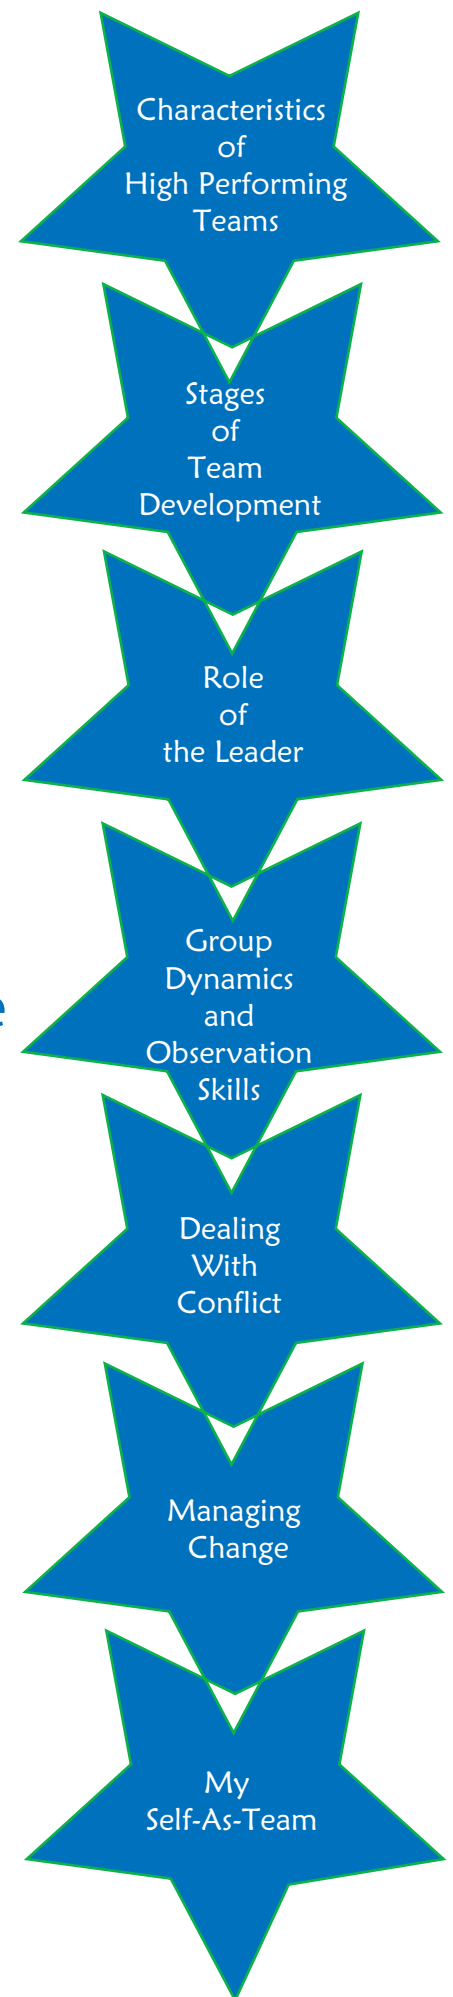 Characteristics
of
High Performing
Teams
Stages
of
Team
Development
Role
of
the Leader
Group
Dynamics
and
Observation
Skills
e
Dealing
With
Conflict
Managing
Change
My
Self-As-Team